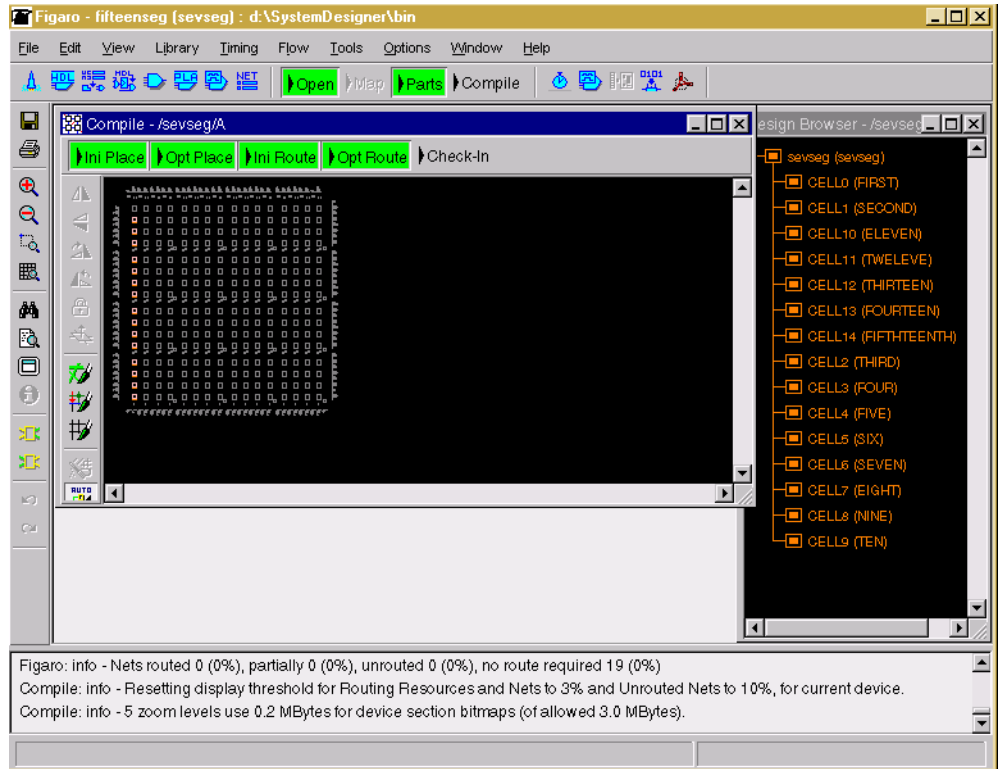 Figaro - fifteenseg (sevseg) : d:\SystemDesigner\bin
File Edit View Library Timing Flow Tools Options Window Help
HDL HDL PLA NET Open Map Parts Compile 0101
Compile - /sevseg/A
esign Browser - /sevseg
Ini Place Opt Place Ini Route Opt Route Check-In
sevseg (sevseg)
CELL0 (FIRST)
CELL1 (SECOND)
CELL10 (ELEVEN)
CELL11 (TWELEVE)
CELL12 (THIRTEEN)
CELL13 (FOURTEEN)
CELL14 (FIFTHTEENTH)
CELL2 (THIRD)
CELL3 (FOUR)
CELL4 (FIVE)
CELL5 (SIX)
CELL6 (SEVEN)
CELL7 (EIGHT)
CELL8 (NINE)
CELL9 (TEN)
AUTO
Figaro: info - Nets routed 0 (0%), partially 0 (0%), unrouted 0 (0%), no route required 19 (0%)
Compile: info - Resetting display threshold for Routing Resources and Nets to 3% and Unrouted Nets to 10%, for current device.
Compile: info - 5 zoom levels use 0.2 MBytes for device section bitmaps (of allowed 3.0 MBytes).